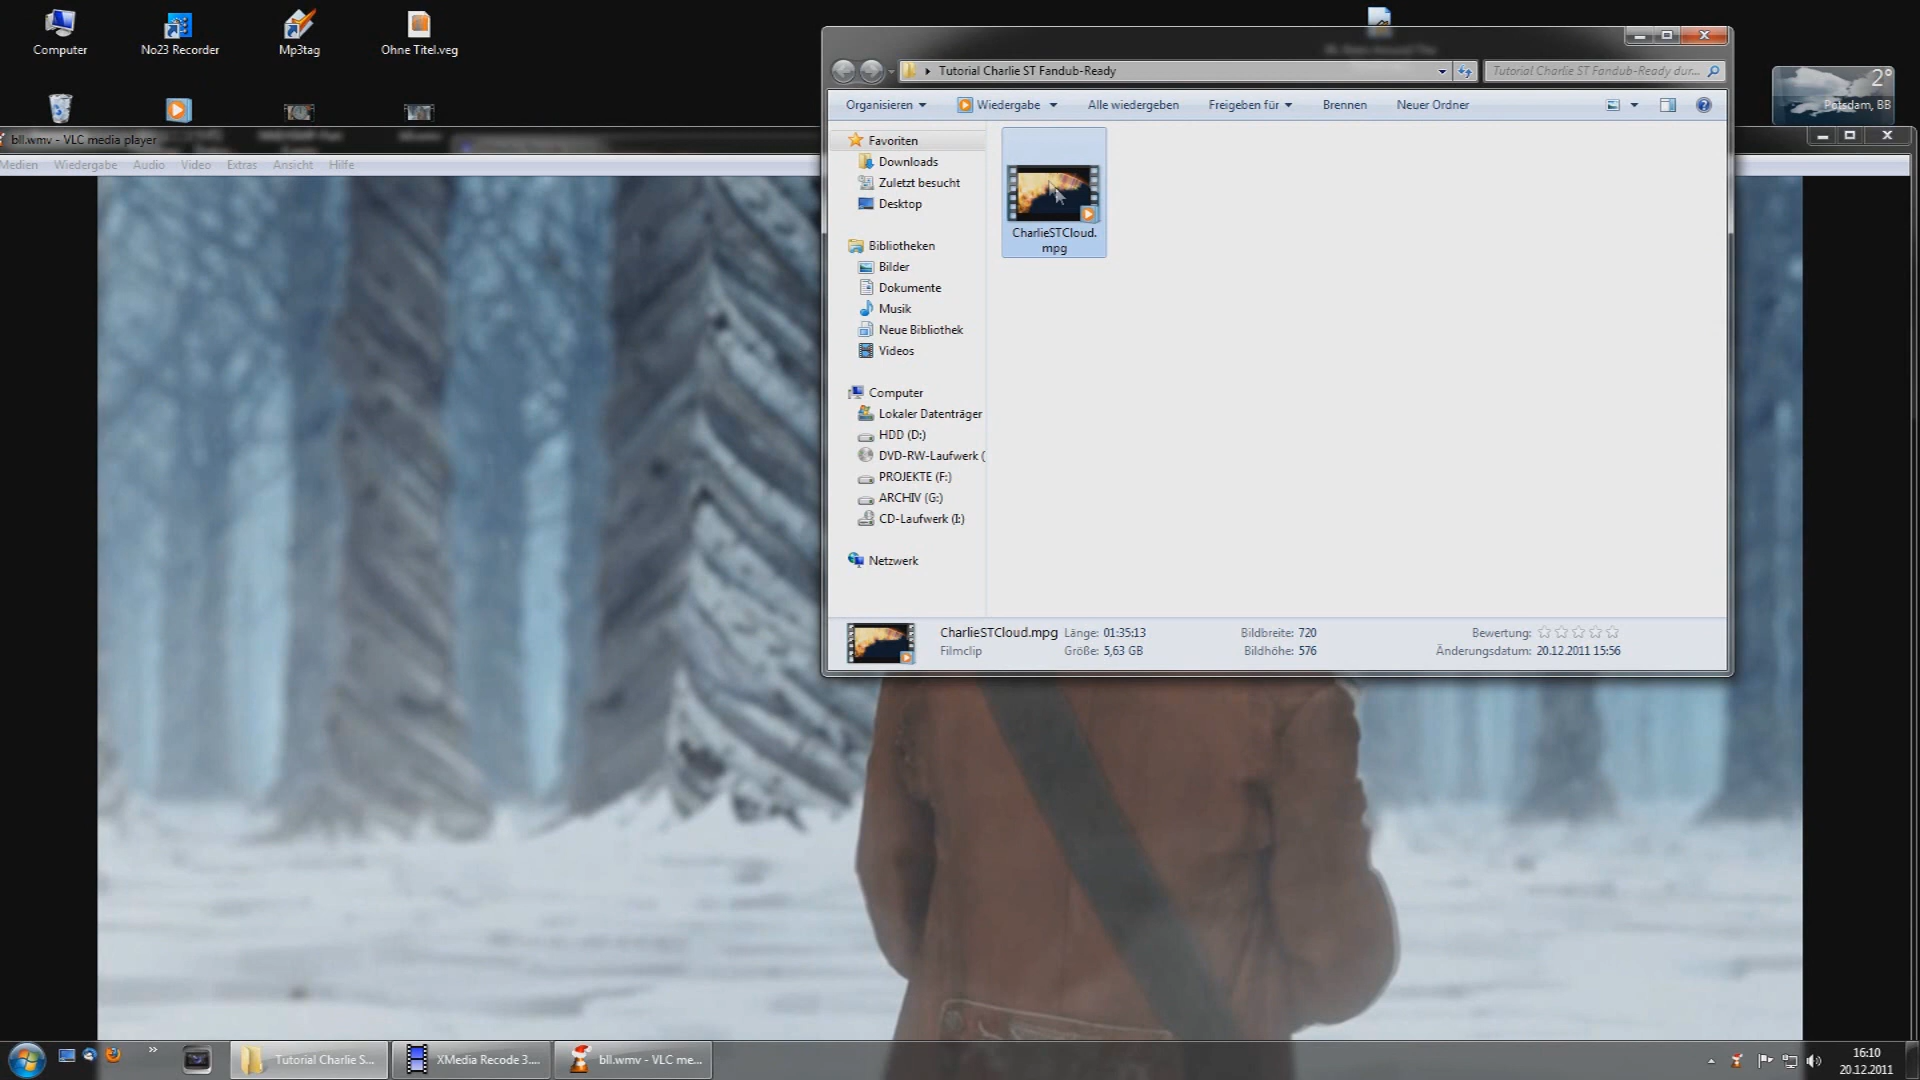 Computer
No23 Recorder
Mp3tag
Ohne Titel.veg
bll.wmv - VLC media player
Medien Wiedergabe Audio Video Extras Ansicht Hilfe
Tutorial Charlie ST Fandub-Ready
Tutorial Charlie ST Fandub-Ready dur...
2°
Potsdam, BB
Organisieren Wiedergabe Alle wiedergeben Freigeben für Brennen Neuer Ordner
Favoriten
Downloads
Zuletzt besucht
Desktop
Bibliotheken
Bilder
Dokumente
Musik
Neue Bibliothek
Videos
Computer
Lokaler Datenträger
HDD (D:)
DVD-RW-Laufwerk (
PROJEKTE (F:)
ARCHIV (G:)
CD-Laufwerk (I:)
Netzwerk
CharlieSTCloud.
mpg
CharlieSTCloud.mpg Länge: 01:35:13 Bildbreite: 720 Bewertung:
Filmclip Größe: 5,63 GB Bildhöhe: 576 Änderungsdatum: 20.12.2011 15:56
Tutorial Charlie S...
XMedia Recode 3....
bll.wmv - VLC me...
16:10
20.12.2011